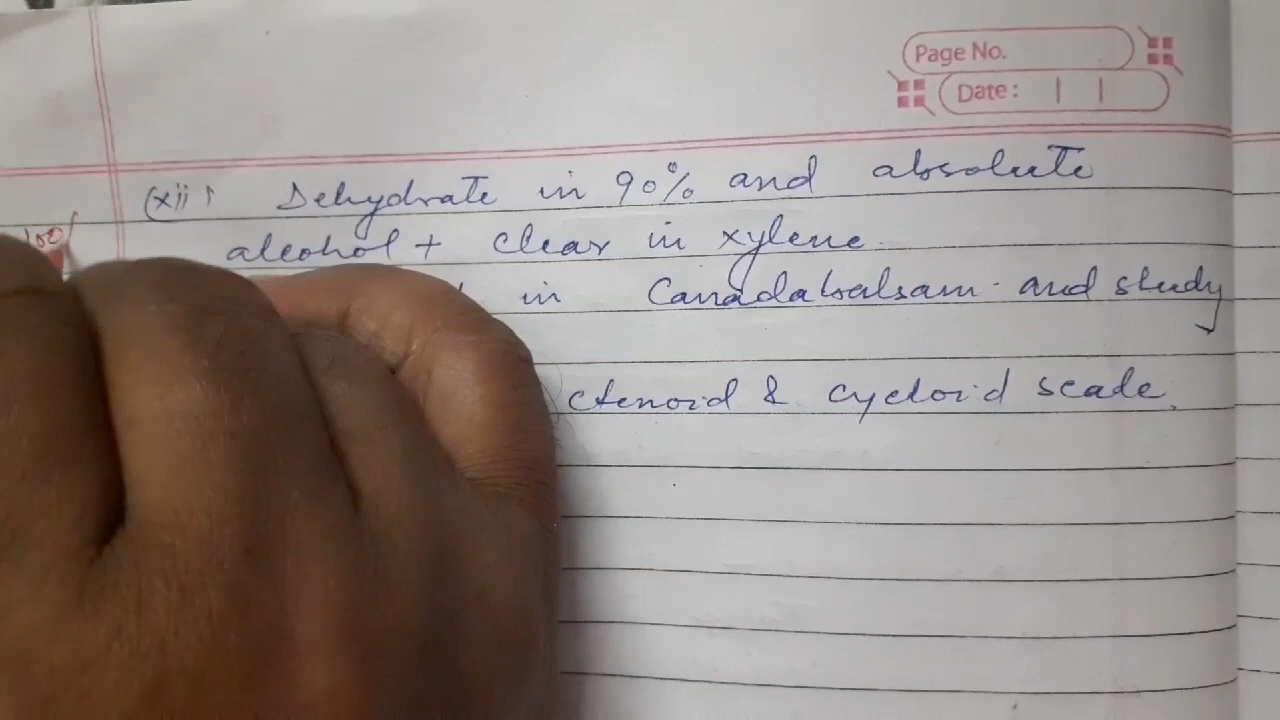 Page No.
Date:
(xii) Dehydrate in 90% and absolute
alcohol + clear in xylene.
in Canadabalsam. and study
ctenoid & cycloid scale.